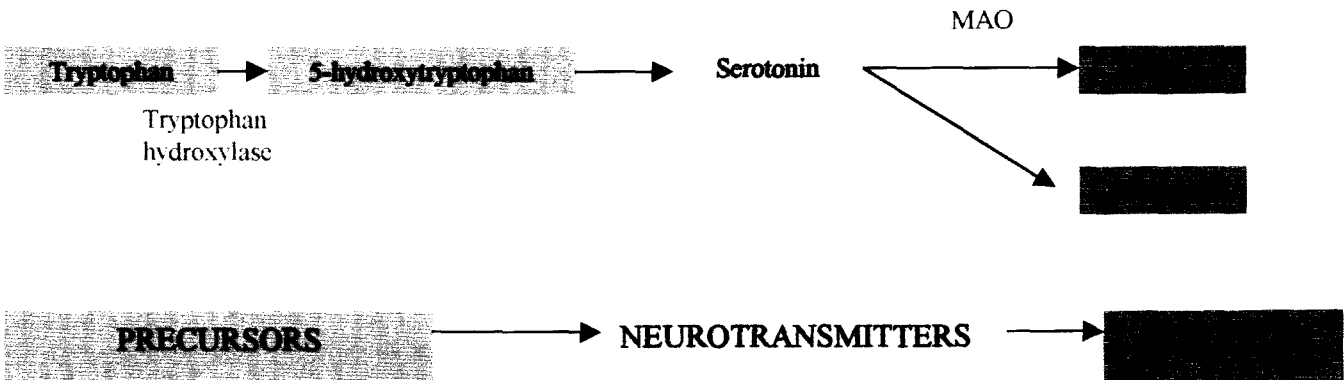 MAO
Tryptophan
5-hydroxytryptophan
Serotonin
Tryptophan
hydroxylase
PRECURSORS
NEUROTRANSMITTERS